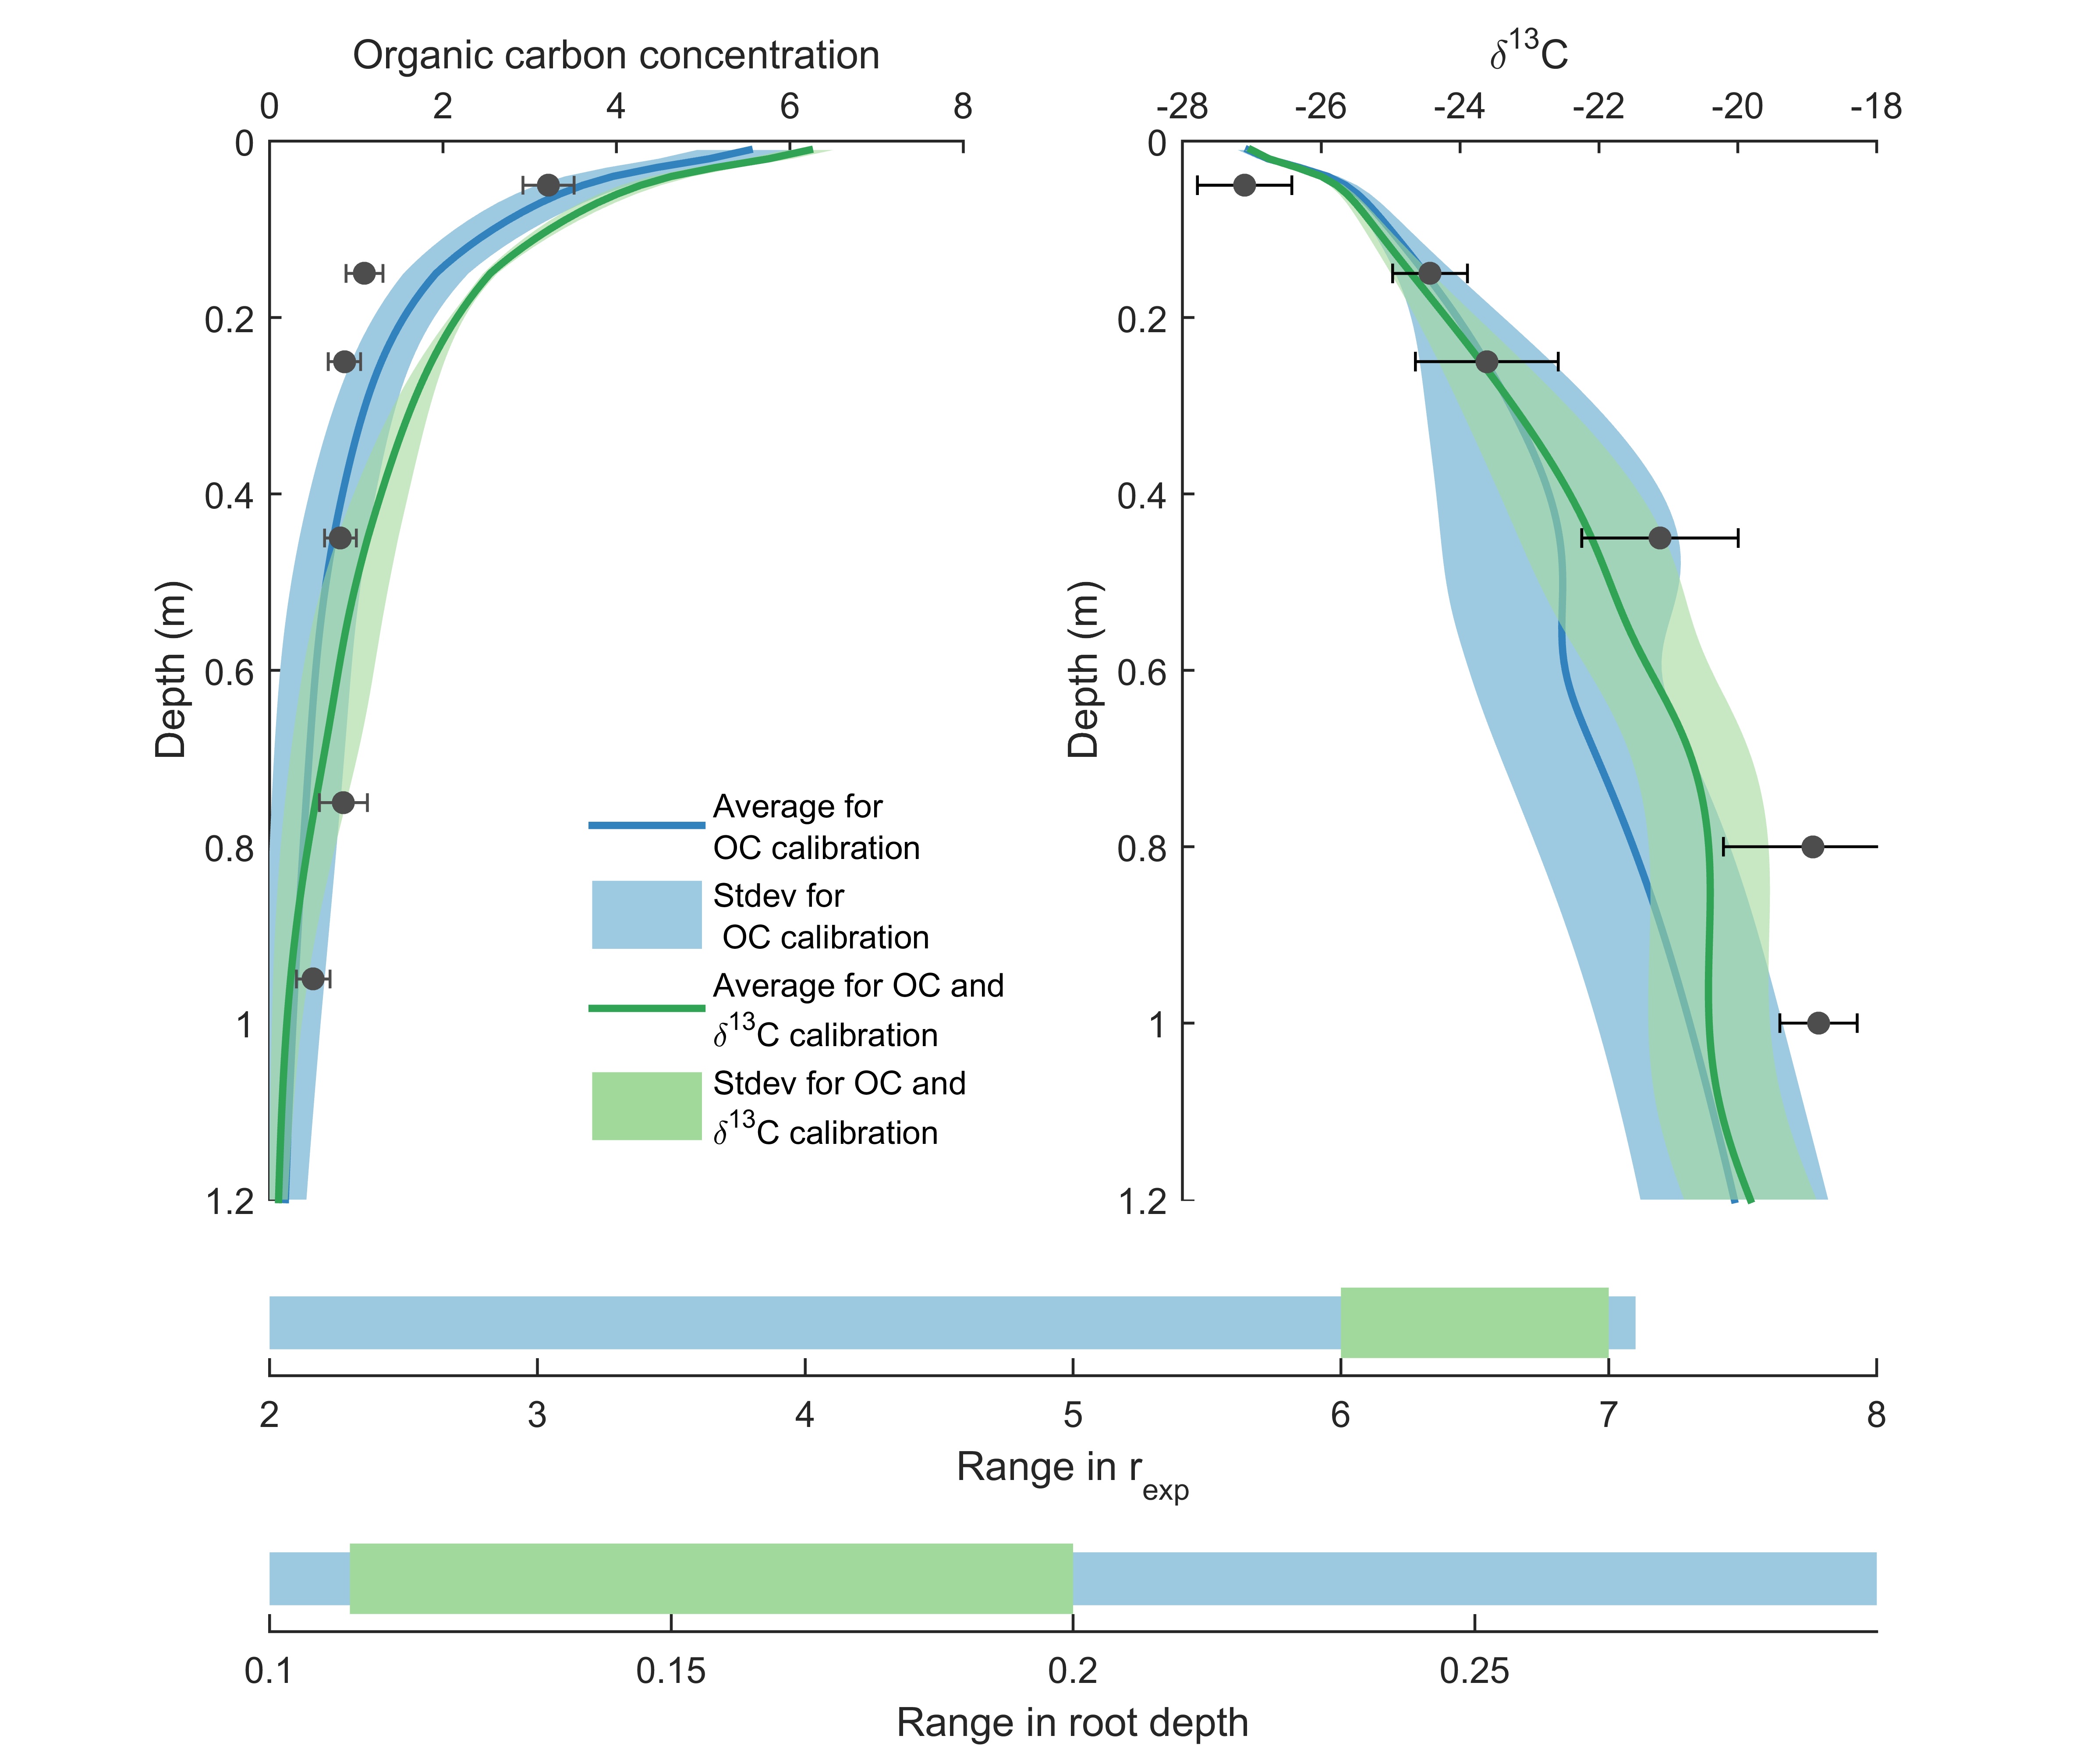 Organic carbon concentration
0 2 4 6 8
0
0.2
0.4
0.6
0.8
1
1.2
Depth (m)
δ13C
-28 -26 -24 -22 -20 -18
0
0.2
0.4
0.6
0.8
1
1.2
Depth (m)
Average for
OC calibration
Stdev for
OC calibration
Average for OC and
δ13C calibration
Stdev for OC and
δ13C calibration
2 3 4 5 6 7 8
Range in rexp
0.1 0.15 0.2 0.25
Range in root depth